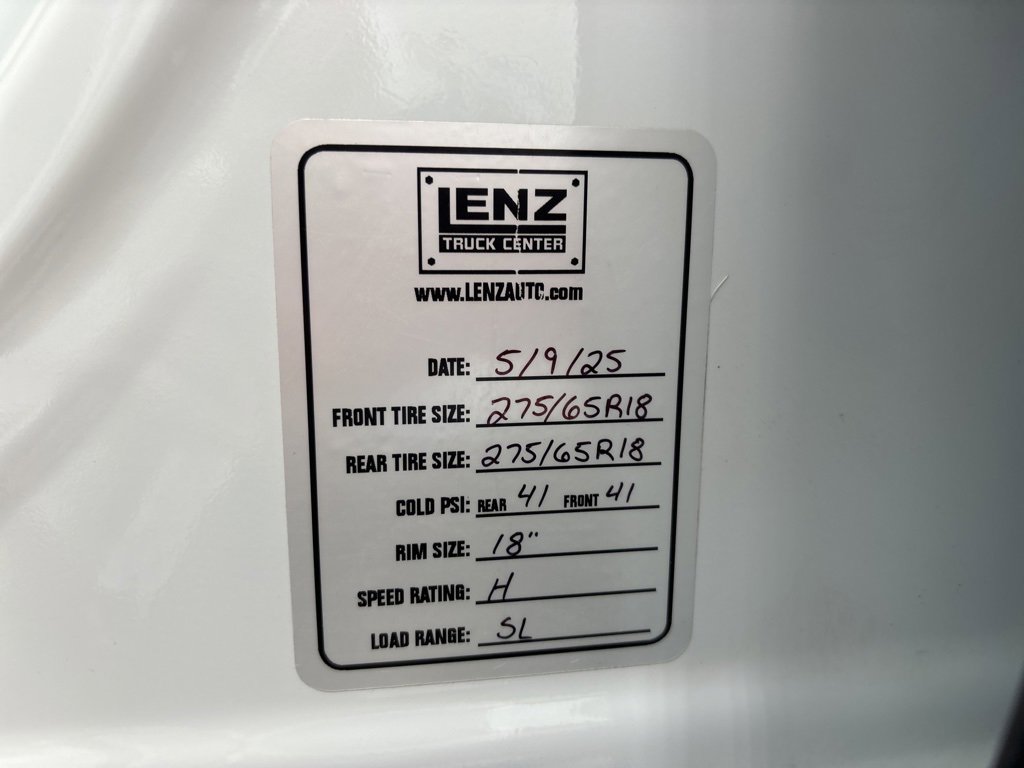 LENZ
TRUCK CENTER
www.LENZAUTO.com
DATE: 5/9/25
FRONT TIRE SIZE: 275/65R18
REAR TIRE SIZE: 275/65R18
COLD PSI: REAR 41 FRONT 41
RIM SIZE: 18"
SPEED RATING: H
LOAD RANGE: SL